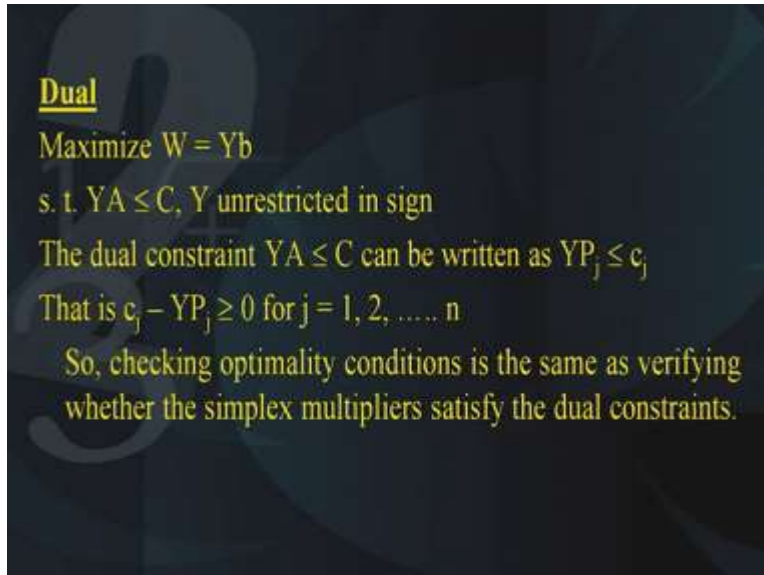 Dual
Maximize W = Yb
s. t. YA ≤ C, Y unrestricted in sign
The dual constraint YA ≤ C can be written as YPⱼ ≤ cⱼ
That is cⱼ – YPⱼ ≥ 0 for j = 1, 2, ..... n
So, checking optimality conditions is the same as verifying
whether the simplex multipliers satisfy the dual constraints.